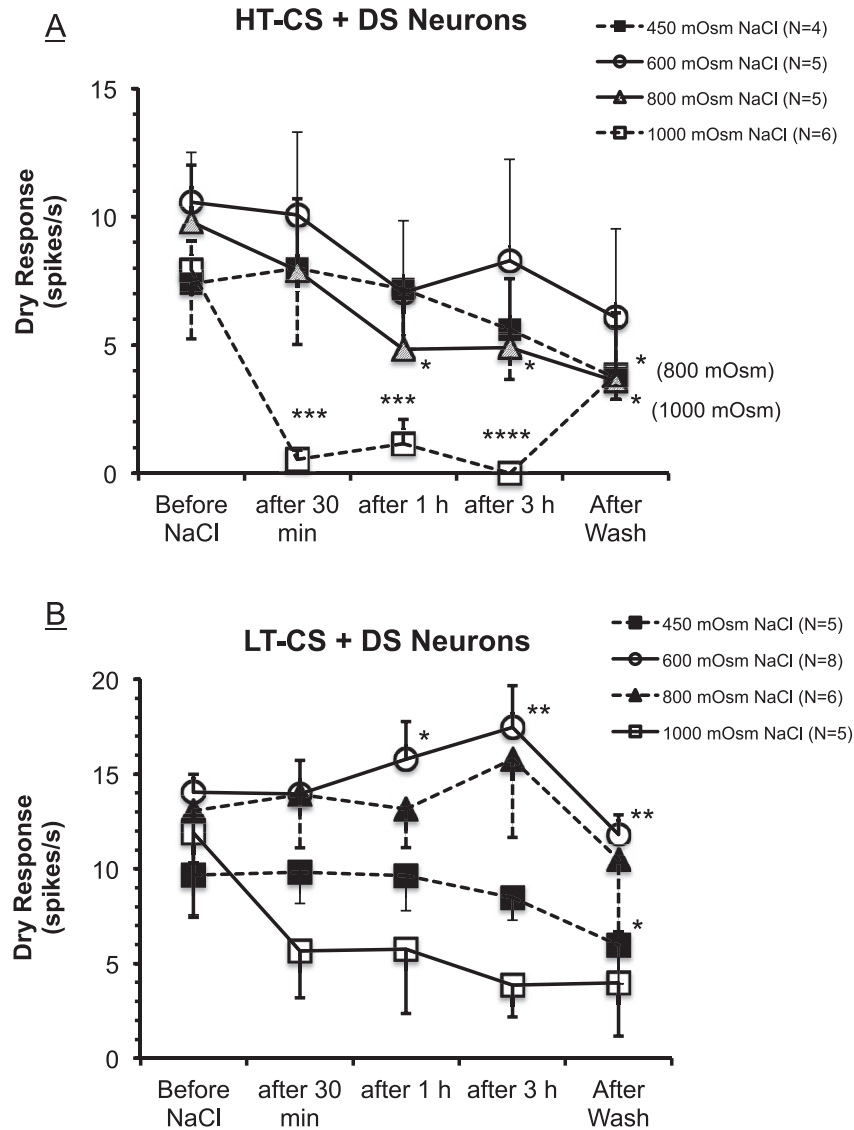 A
HT-CS + DS Neurons
450 mOsm NaCl (N=4)
600 mOsm NaCl (N=5)
800 mOsm NaCl (N=5)
1000 mOsm NaCl (N=6)
Dry Response
(spikes/s)
15
10
5
0
*
*
* (800 mOsm)
* (1000 mOsm)
***
***
****
Before
NaCl
after 30
min
after 1 h
after 3 h
After
Wash
B
LT-CS + DS Neurons
450 mOsm NaCl (N=5)
600 mOsm NaCl (N=8)
800 mOsm NaCl (N=6)
1000 mOsm NaCl (N=5)
Dry Response
(spikes/s)
20
15
10
5
0
*
**
**
*
Before
NaCl
after 30
min
after 1 h
after 3 h
After
Wash